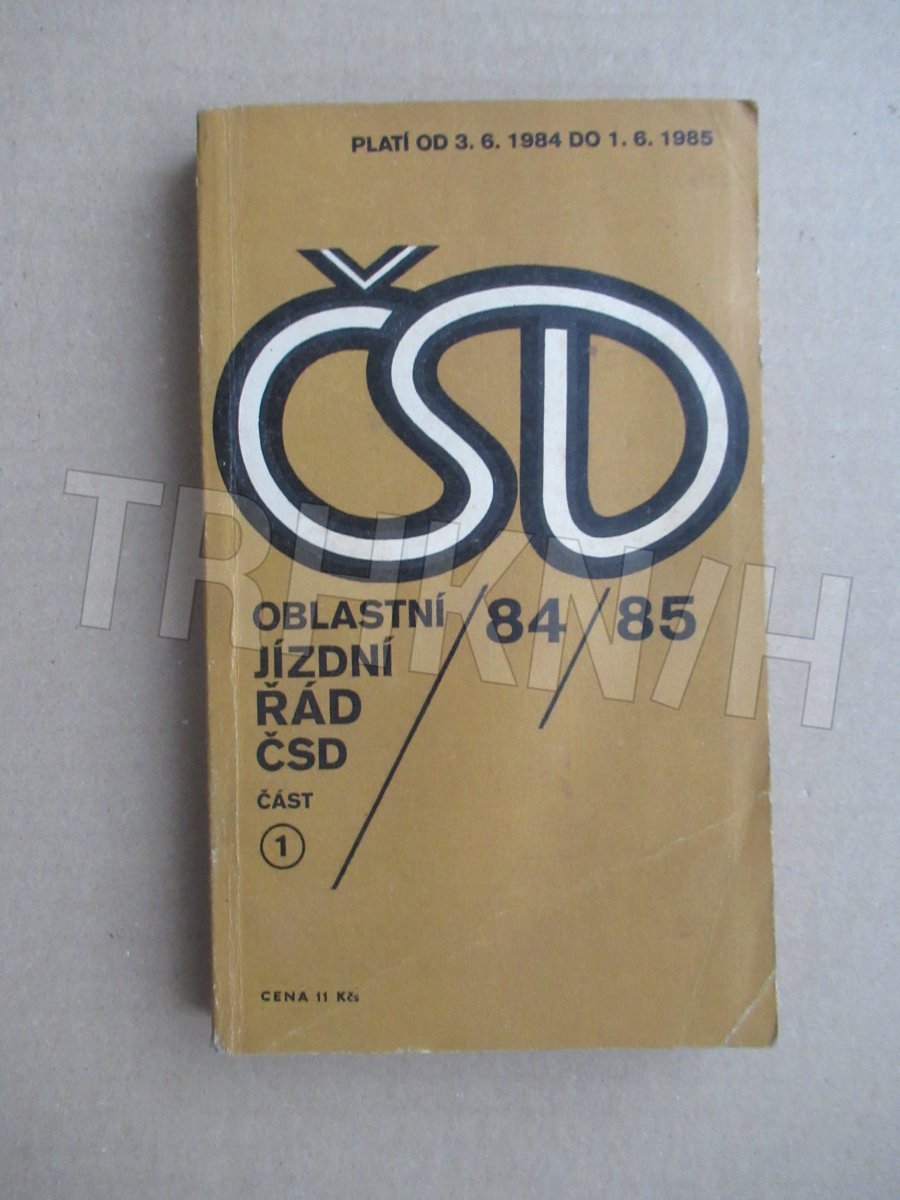 PLATÍ OD 3. 6. 1984 DO 1. 6. 1985
ČSD
OBLASTNÍ /84/85
JÍZDNÍ
ŘÁD
ČSD
ČÁST
1
CENA 11 Kčs
TRHKNIH